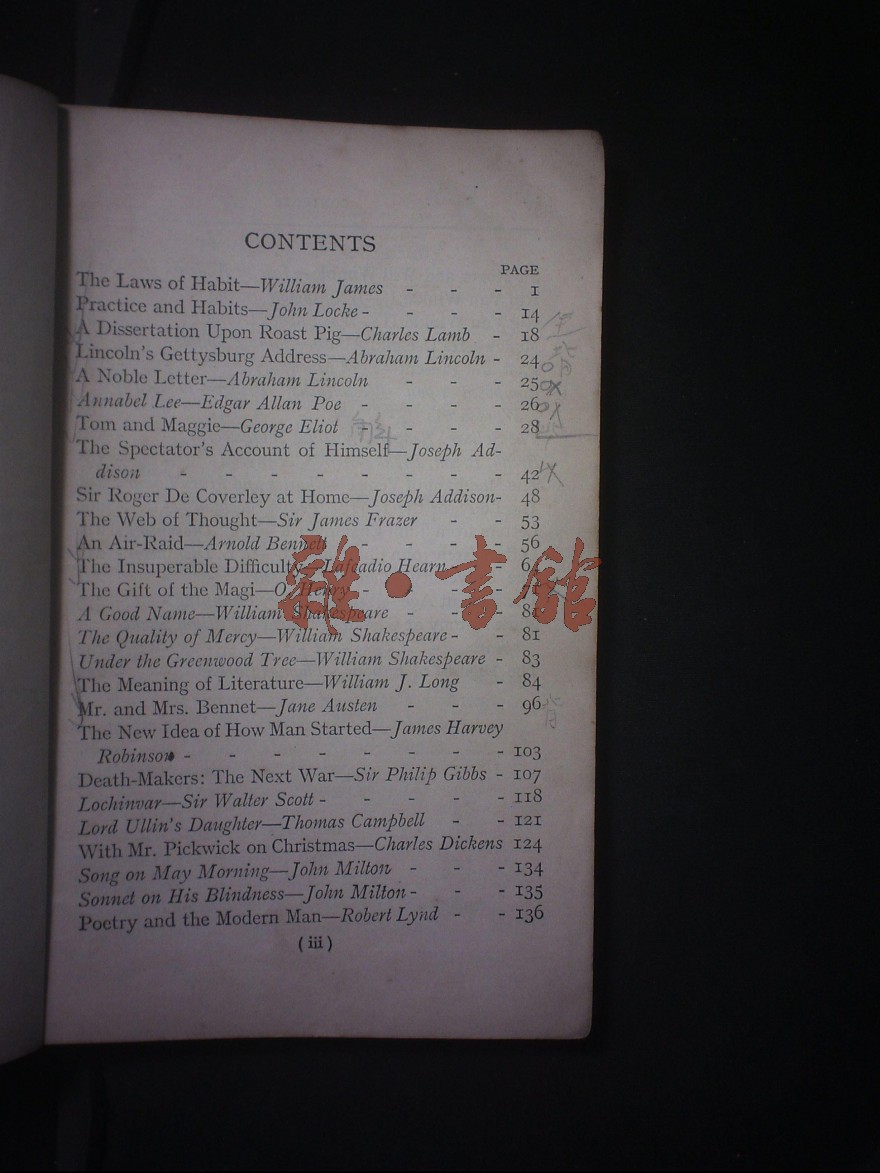 CONTENTS
PAGE
The Laws of Habit—William James - - - 1
Practice and Habits—John Locke - - - - 14
A Dissertation Upon Roast Pig—Charles Lamb - 18
Lincoln's Gettysburg Address—Abraham Lincoln - 24
A Noble Letter—Abraham Lincoln - - - 25
Annabel Lee—Edgar Allan Poe - - - - 26
Tom and Maggie—George Eliot - - - - 28
The Spectator's Account of Himself—Joseph Ad-
dison - - - - - - - - 42
Sir Roger De Coverley at Home—Joseph Addison- 48
The Web of Thought—Sir James Frazer - - 53
An Air-Raid—Arnold Bennett - - - - 56
The Insuperable Difficulty—Lafcadio Hearn - -
The Gift of the Magi—O. Henry - - - -
A Good Name—William Shakespeare - - -
The Quality of Mercy—William Shakespeare - - 81
Under the Greenwood Tree—William Shakespeare - 83
The Meaning of Literature—William J. Long - 84
Mr. and Mrs. Bennet—Jane Austen - - - 96
The New Idea of How Man Started—James Harvey
Robinson - - - - - - - - 103
Death-Makers: The Next War—Sir Philip Gibbs - 107
Lochinvar—Sir Walter Scott - - - - - 118
Lord Ullin's Daughter—Thomas Campbell - - 121
With Mr. Pickwick on Christmas—Charles Dickens 124
Song on May Morning—John Milton - - - 134
Sonnet on His Blindness—John Milton - - - 135
Poetry and the Modern Man—Robert Lynd - - 136
( iii )
雜·書館